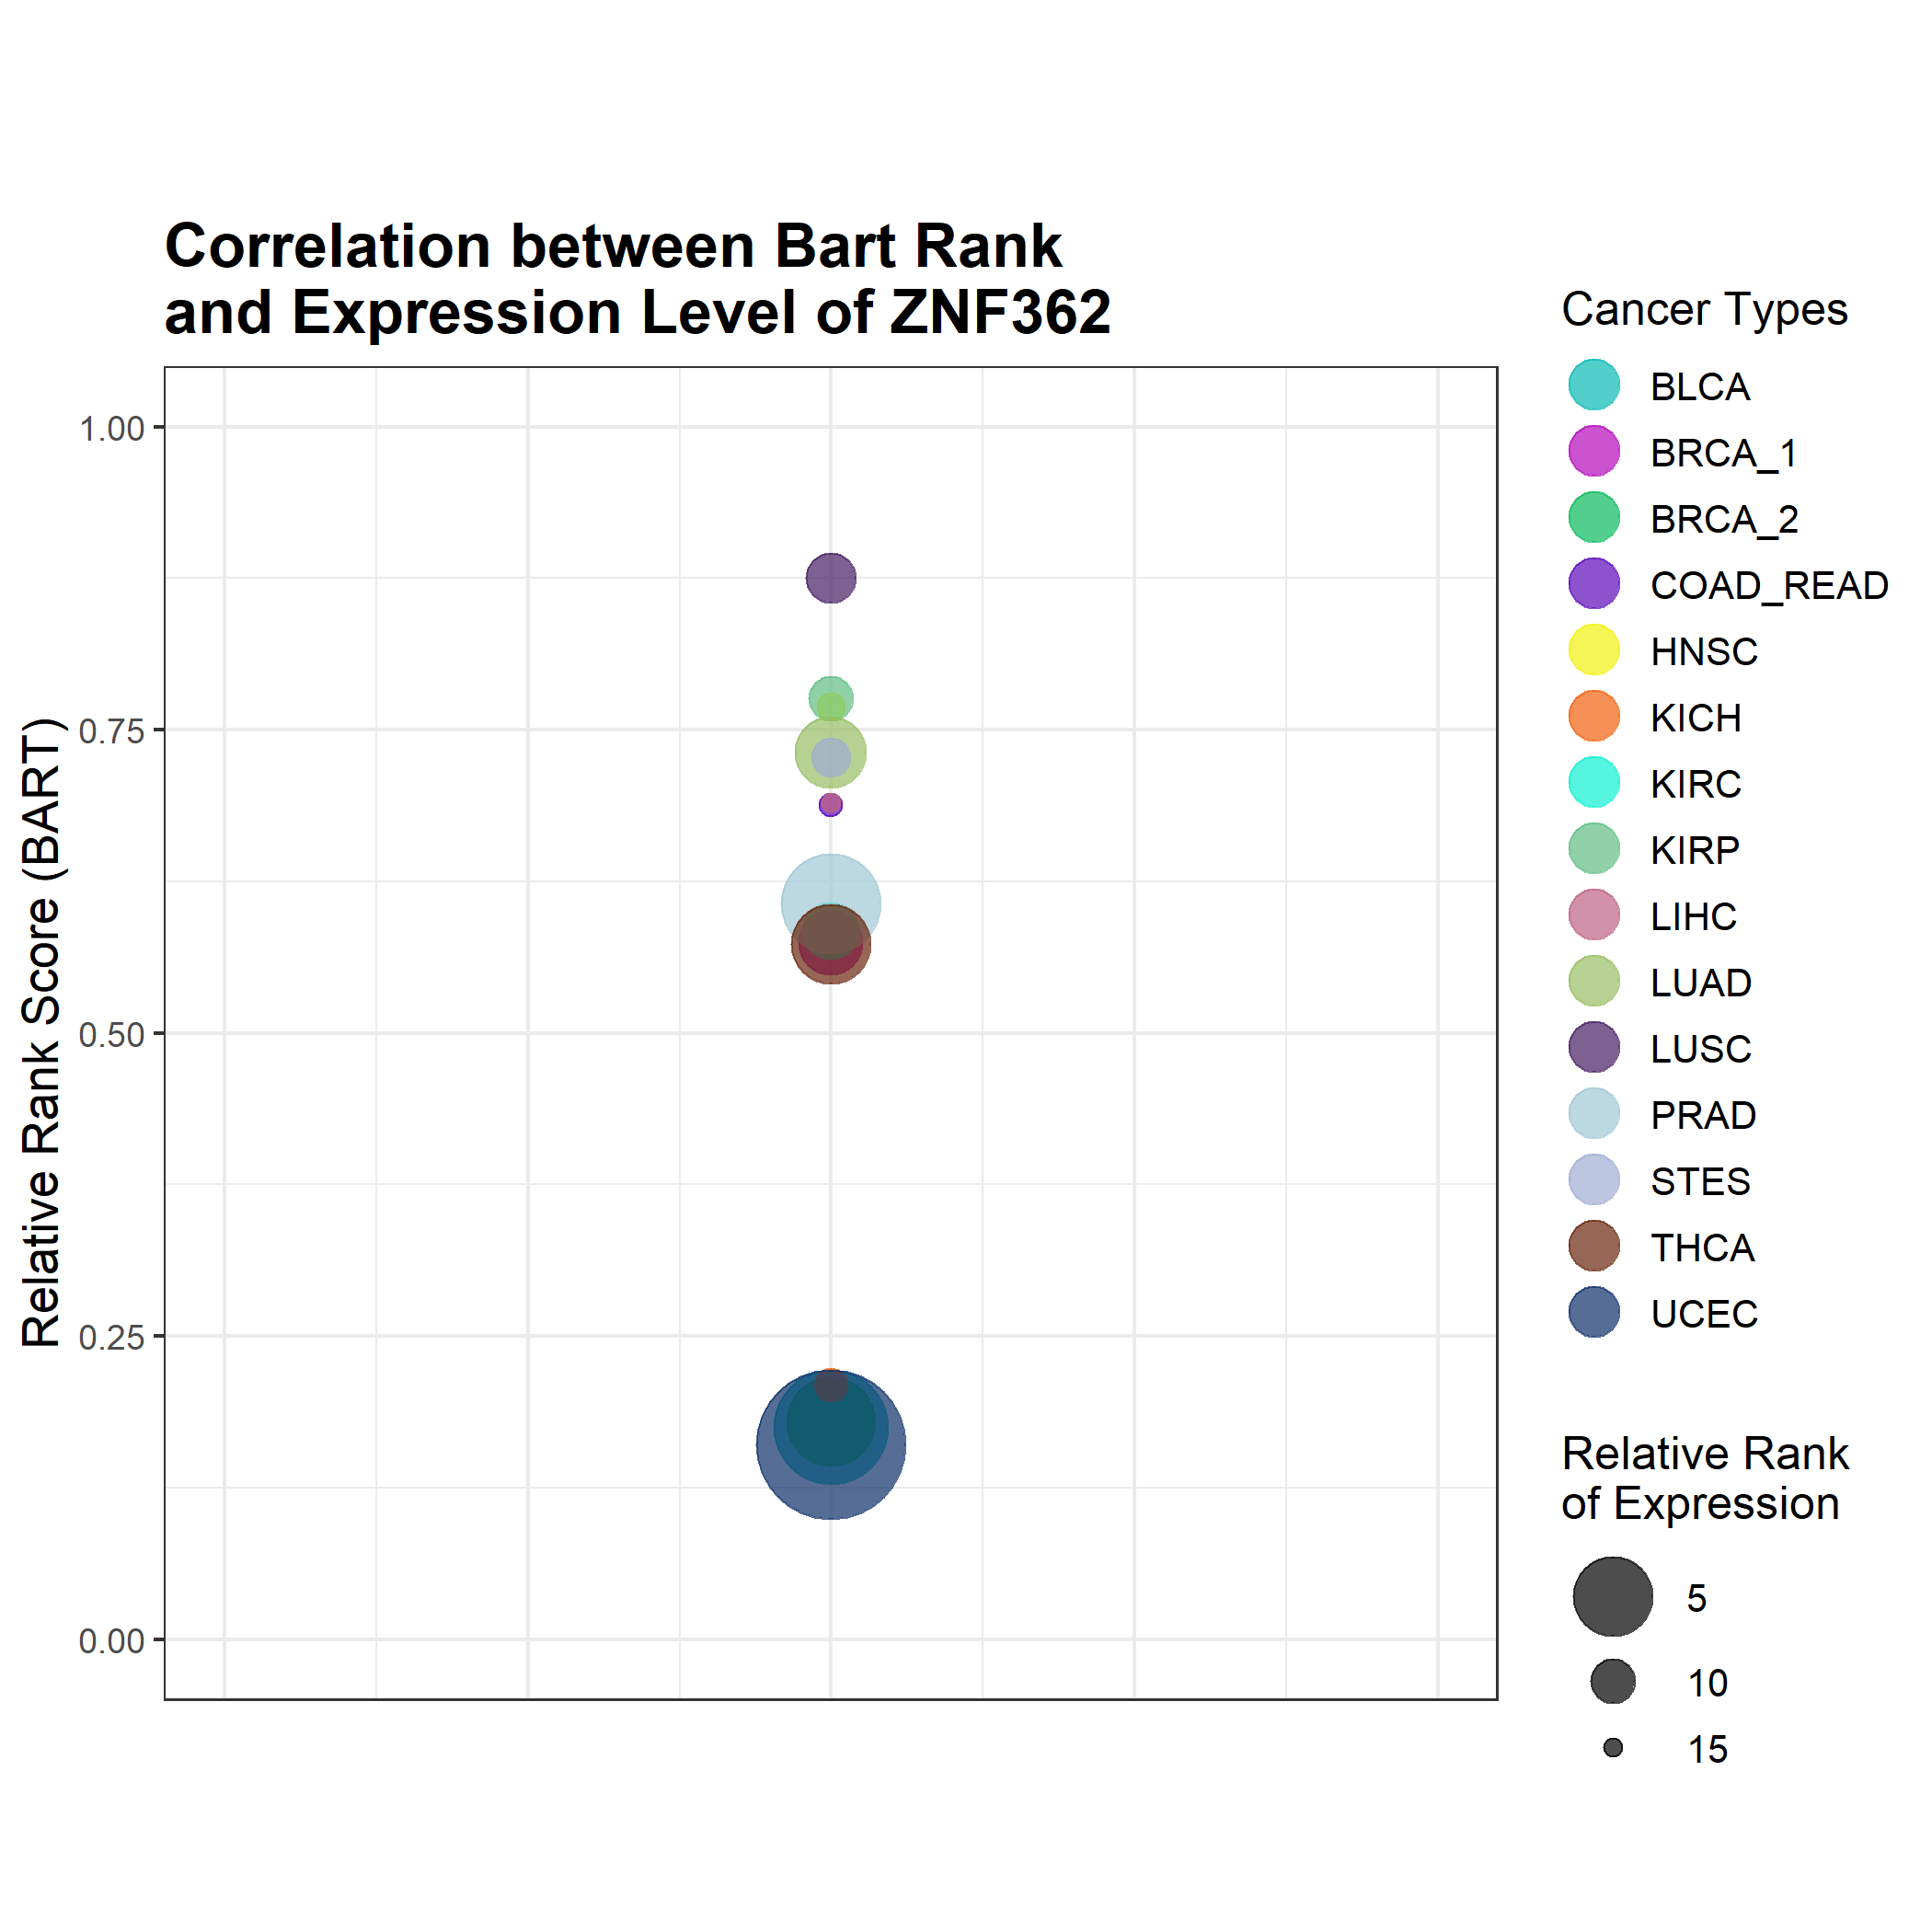 Correlation between Bart Rank
and Expression Level of ZNF362
Relative Rank Score (BART)
1.00
0.75
0.50
0.25
0.00
Cancer Types
BLCA
BRCA_1
BRCA_2
COAD_READ
HNSC
KICH
KIRC
KIRP
LIHC
LUAD
LUSC
PRAD
STES
THCA
UCEC
Relative Rank
of Expression
5
10
15